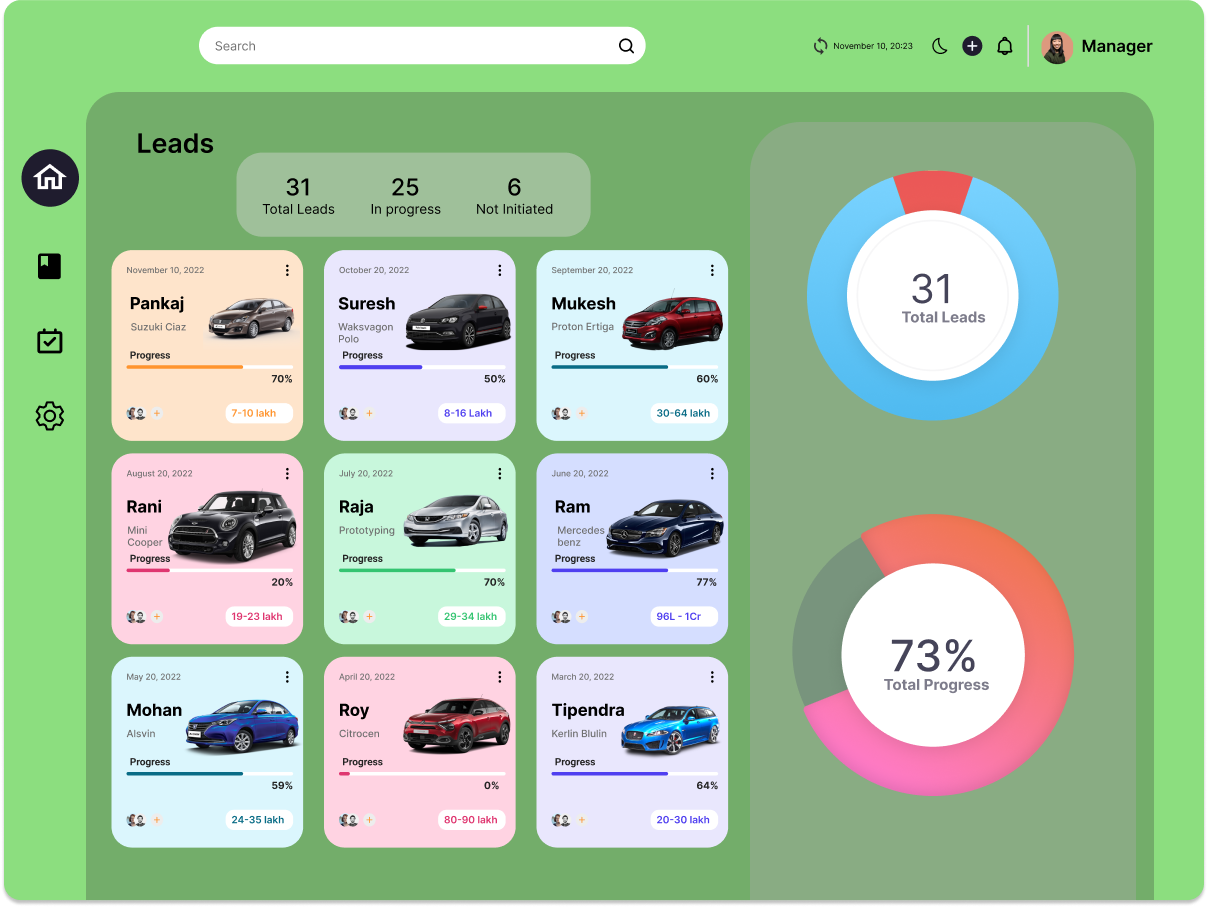 Search
November 10, 20:23
Manager
Leads
31
Total Leads
25
In progress
6
Not Initiated
November 10, 2022
Pankaj
Suzuki Ciaz
Progress
70%
7-10 lakh
October 20, 2022
Suresh
Waksvagon
Polo
Progress
50%
8-16 Lakh
September 20, 2022
Mukesh
Proton Ertiga
Progress
60%
30-64 lakh
August 20, 2022
Rani
Mini
Cooper
Progress
20%
19-23 lakh
July 20, 2022
Raja
Prototyping
Progress
70%
29-34 lakh
June 20, 2022
Ram
Mercedes
benz
Progress
77%
96L - 1Cr
May 20, 2022
Mohan
Alsvin
Progress
59%
24-35 lakh
April 20, 2022
Roy
Citrocen
Progress
0%
80-90 lakh
March 20, 2022
Tipendra
Kerlin Blulin
Progress
64%
20-30 lakh
31
Total Leads
73%
Total Progress